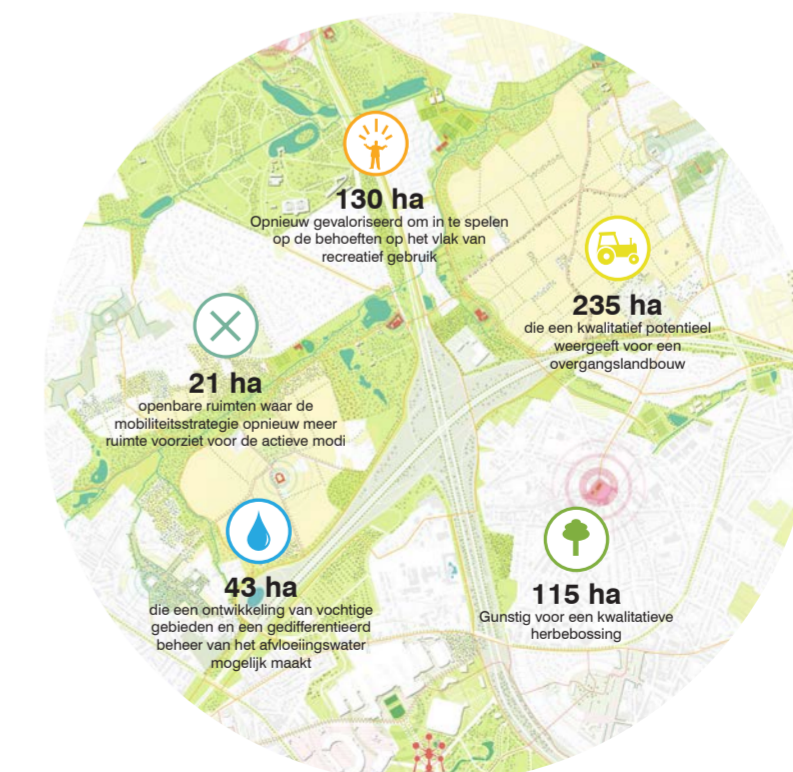 130 ha
Opnieuw gevaloriseerd om in te spelen
op de behoeften op het vlak van
recreatief gebruik
235 ha
die een kwalitatief potentieel
weergeeft voor een
overgangslandbouw
21 ha
openbare ruimten waar de
mobiliteitsstrategie opnieuw meer
ruimte voorziet voor de actieve modi
43 ha
die een ontwikkeling van vochtige
gebieden en een gedifferentieerd
beheer van het afvloeiingswater
mogelijk maakt
115 ha
Gunstig voor een kwalitatieve
herbebossing